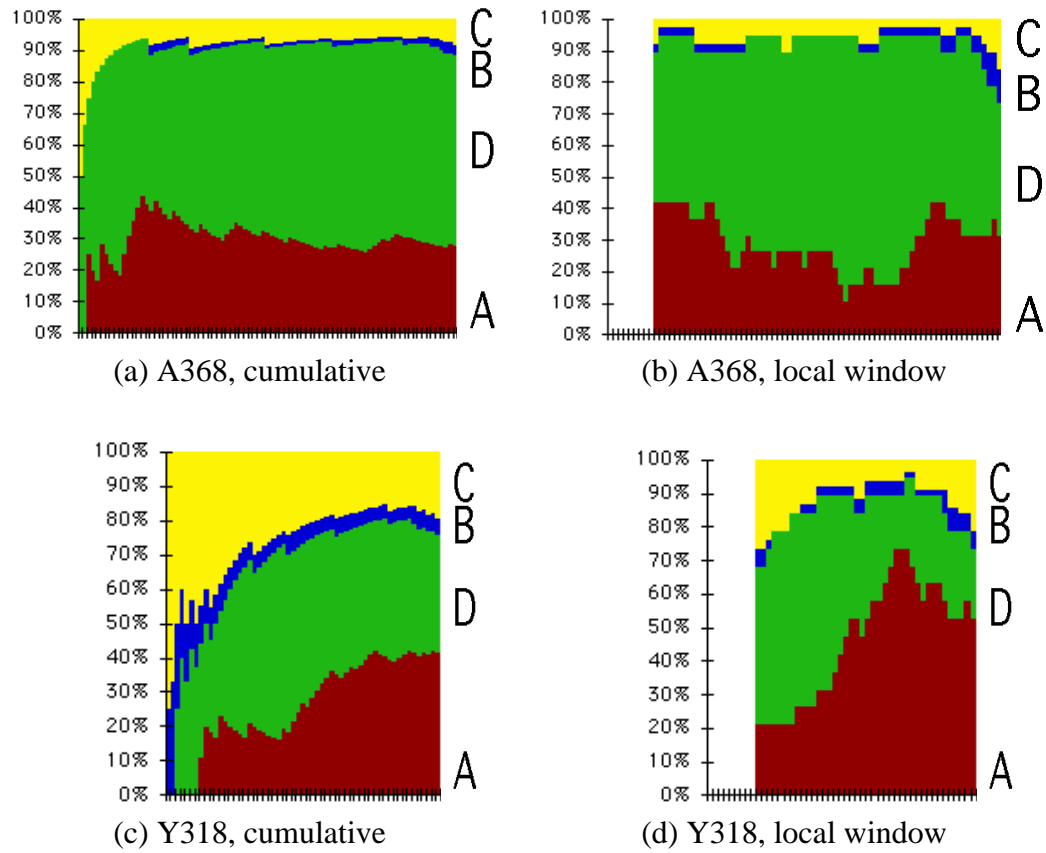 100%
90%
80%
70%
60%
50%
40%
30%
20%
10%
0%
C
B
D
A
(a) A368, cumulative
100%
90%
80%
70%
60%
50%
40%
30%
20%
10%
0%
C
B
D
A
(b) A368, local window
100%
90%
80%
70%
60%
50%
40%
30%
20%
10%
0%
C
B
D
A
(c) Y318, cumulative
100%
90%
80%
70%
60%
50%
40%
30%
20%
10%
0%
C
B
D
A
(d) Y318, local window